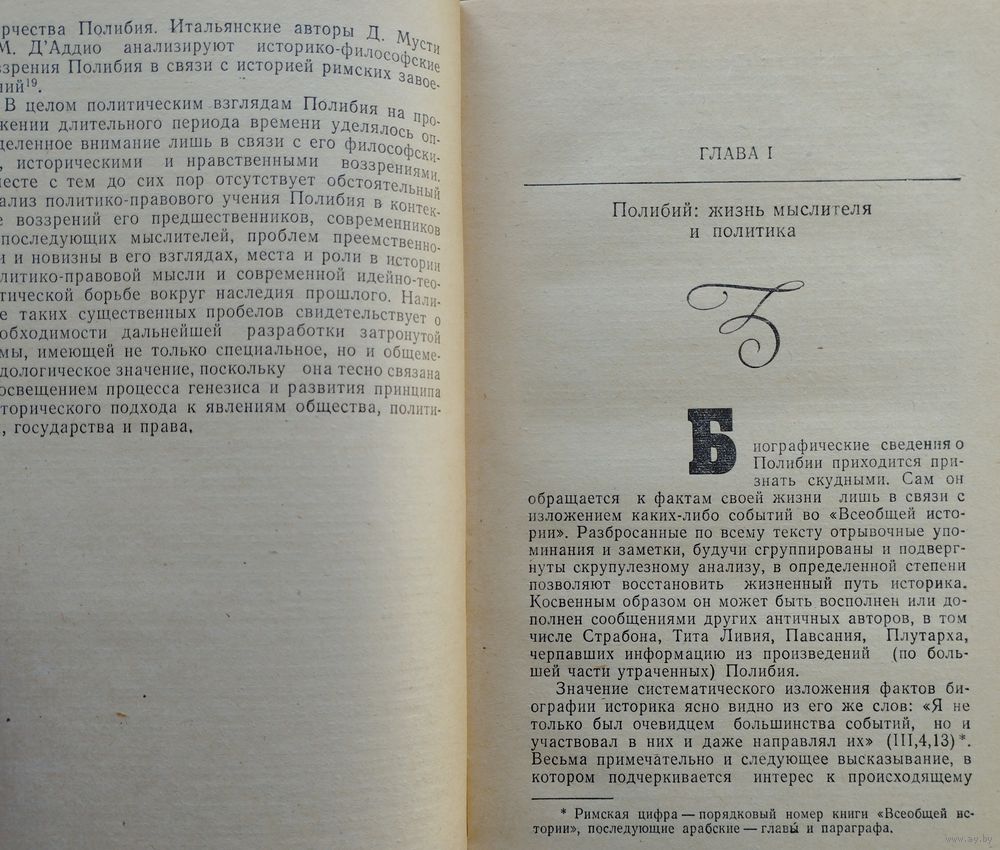 рчества Полибия. Итальянские авторы Д. Мусти
М. Д'Аддио анализируют историко-философские
ззрения Полибия в связи с историей римских завое-
ний¹⁹.
В целом политическим взглядам Полибия на про-
жении длительного периода времени уделялось оп-
деленное внимание лишь в связи с его философски-
, историческими и нравственными воззрениями.
есте с тем до сих пор отсутствует обстоятельный
ализ политико-правового учения Полибия в контек-
е воззрений его предшественников, современников
последующих мыслителей, проблем преемственно-
и и новизны в его взглядах, места и роли в истории
литико-правовой мысли и современной идейно-тео-
тической борьбе вокруг наследия прошлого. Нали-
е таких существенных пробелов свидетельствует о
обходимости дальнейшей разработки затронутой
мы, имеющей не только специальное, но и общеме-
дологическое значение, поскольку она тесно связана
освещением процесса генезиса и развития принципа
торического подхода к явлениям общества, полити-
, государства и права.
ГЛАВА I
Полибий: жизнь мыслителя
и политика
Биографические сведения о
Полибии приходится при-
знать скудными. Сам он
обращается к фактам своей жизни лишь в связи с
изложением каких-либо событий во «Всеобщей исто-
рии». Разбросанные по всему тексту отрывочные упо-
минания и заметки, будучи сгруппированы и подверг-
нуты скрупулезному анализу, в определенной степени
позволяют восстановить жизненный путь историка.
Косвенным образом он может быть восполнен или до-
полнен сообщениями других античных авторов, в том
числе Страбона, Тита Ливия, Павсания, Плутарха,
черпавших информацию из произведений (по боль-
шей части утраченных) Полибия.
Значение систематического изложения фактов би-
ографии историка ясно видно из его же слов: «Я не
только был очевидцем большинства событий, но и
участвовал в них и даже направлял их» (III,4,13)*.
Весьма примечательно и следующее высказывание, в
котором подчеркивается интерес к происходящему
* Римская цифра — порядковый номер книги «Всеобщей ис-
тории», последующие арабские — главы и параграфа.
www.ay.by